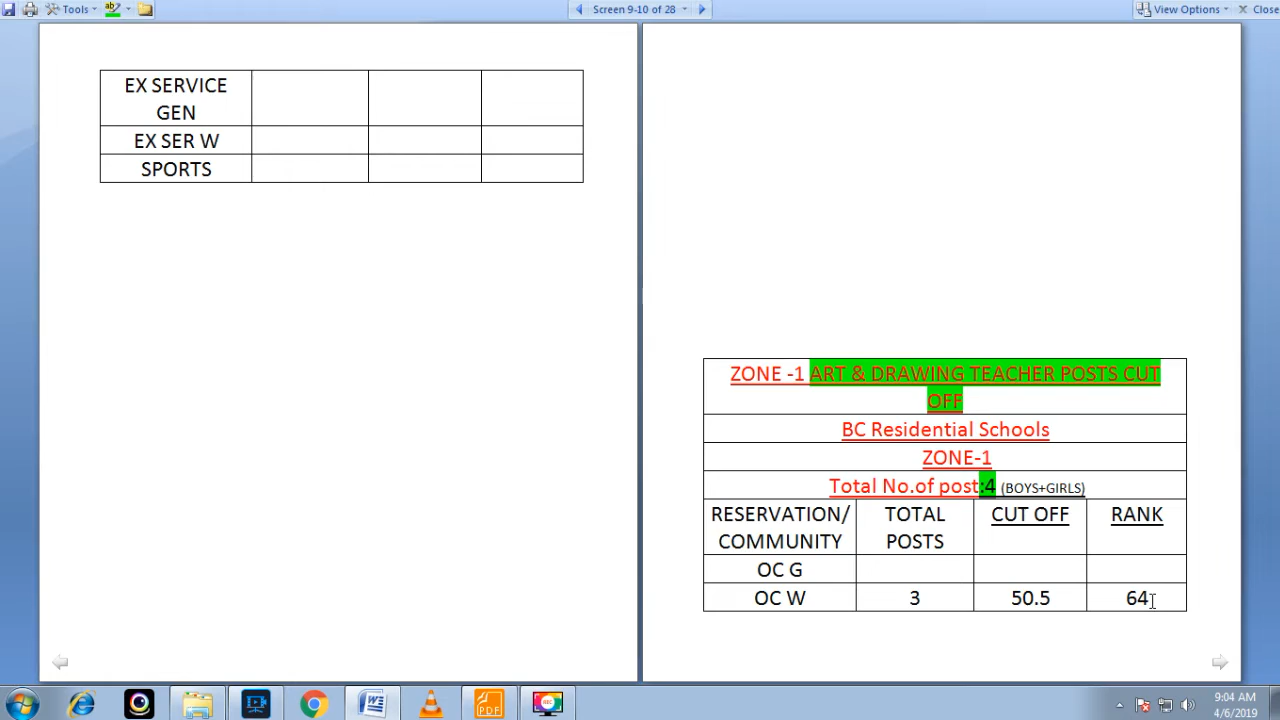 Tools
Screen 9-10 of 28
View Options
Close
EX SERVICE
GEN
EX SER W
SPORTS
ZONE -1 ART & DRAWING TEACHER POSTS CUT
OFF
BC Residential Schools
ZONE-1
Total No.of post:4 (BOYS+GIRLS)
RESERVATION/ TOTAL CUT OFF RANK
COMMUNITY POSTS
OC G
OC W 3 50.5 64
9:04 AM
4/6/2019